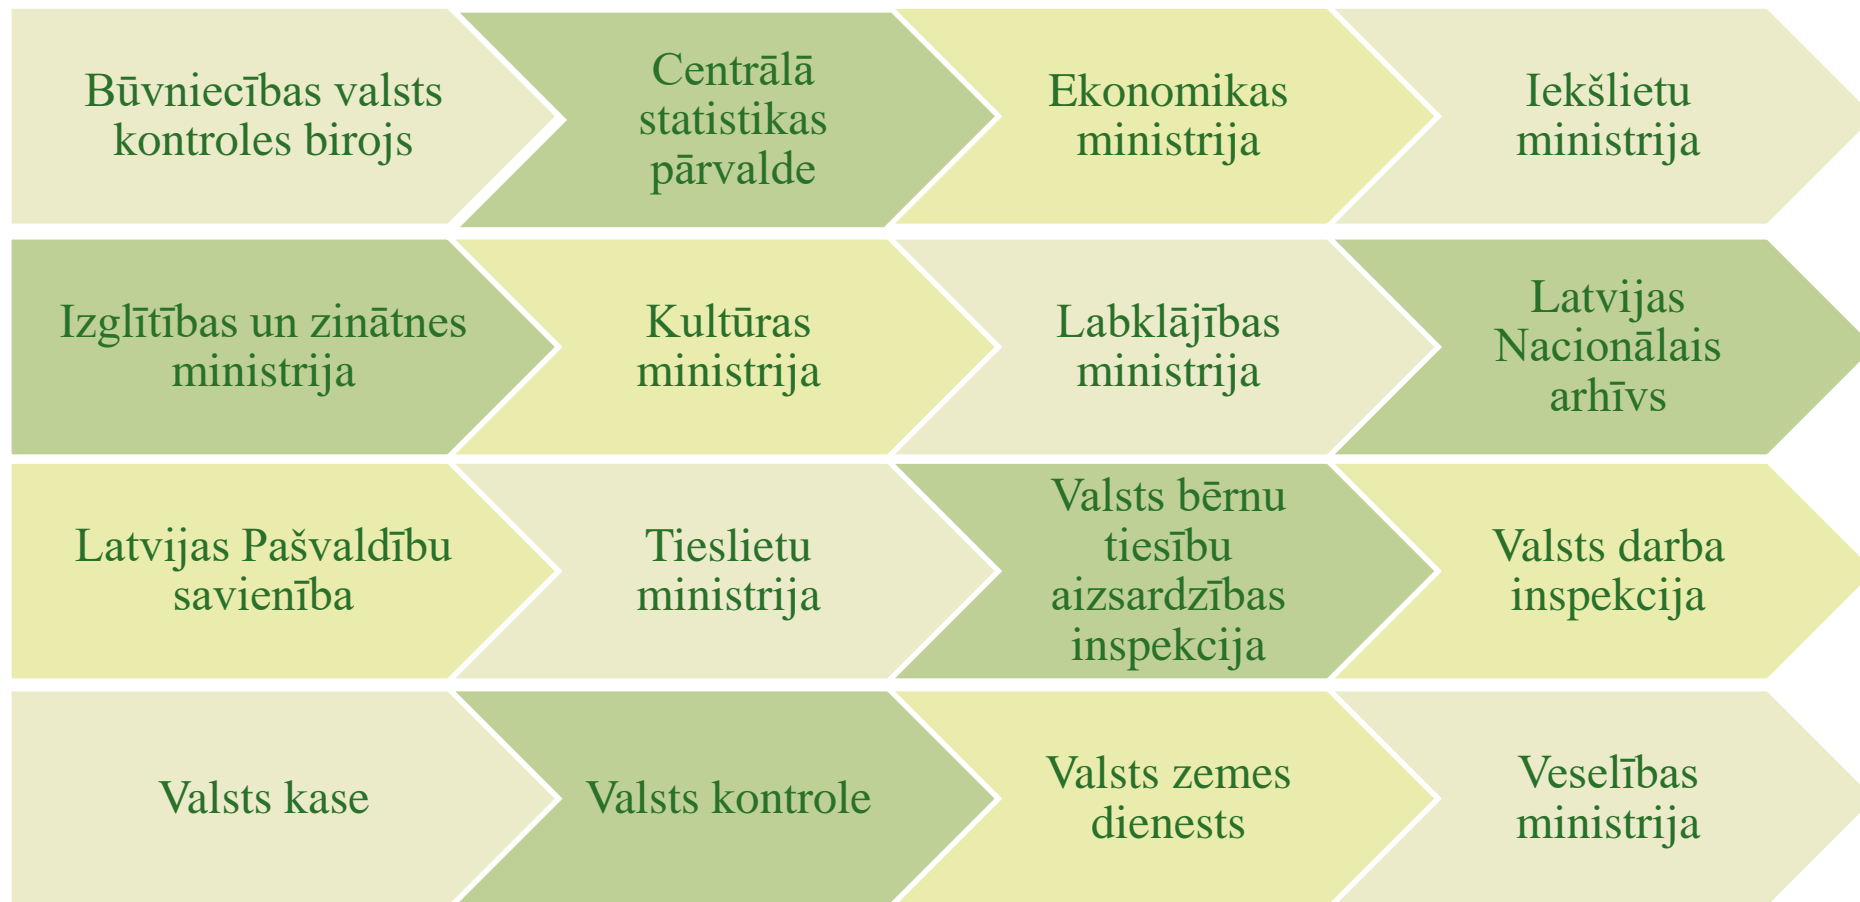 Būvniecības valsts
kontroles birojs
Centrālā
statistikas
pārvalde
Ekonomikas
ministrija
Iekšlietu
ministrija
Izglītības un zinātnes
ministrija
Kultūras
ministrija
Labklājības
ministrija
Latvijas
Nacionālais
arhīvs
Latvijas Pašvaldību
savienība
Tieslietu
ministrija
Valsts bērnu
tiesību
aizsardzības
inspekcija
Valsts darba
inspekcija
Valsts kase
Valsts kontrole
Valsts zemes
dienests
Veselības
ministrija